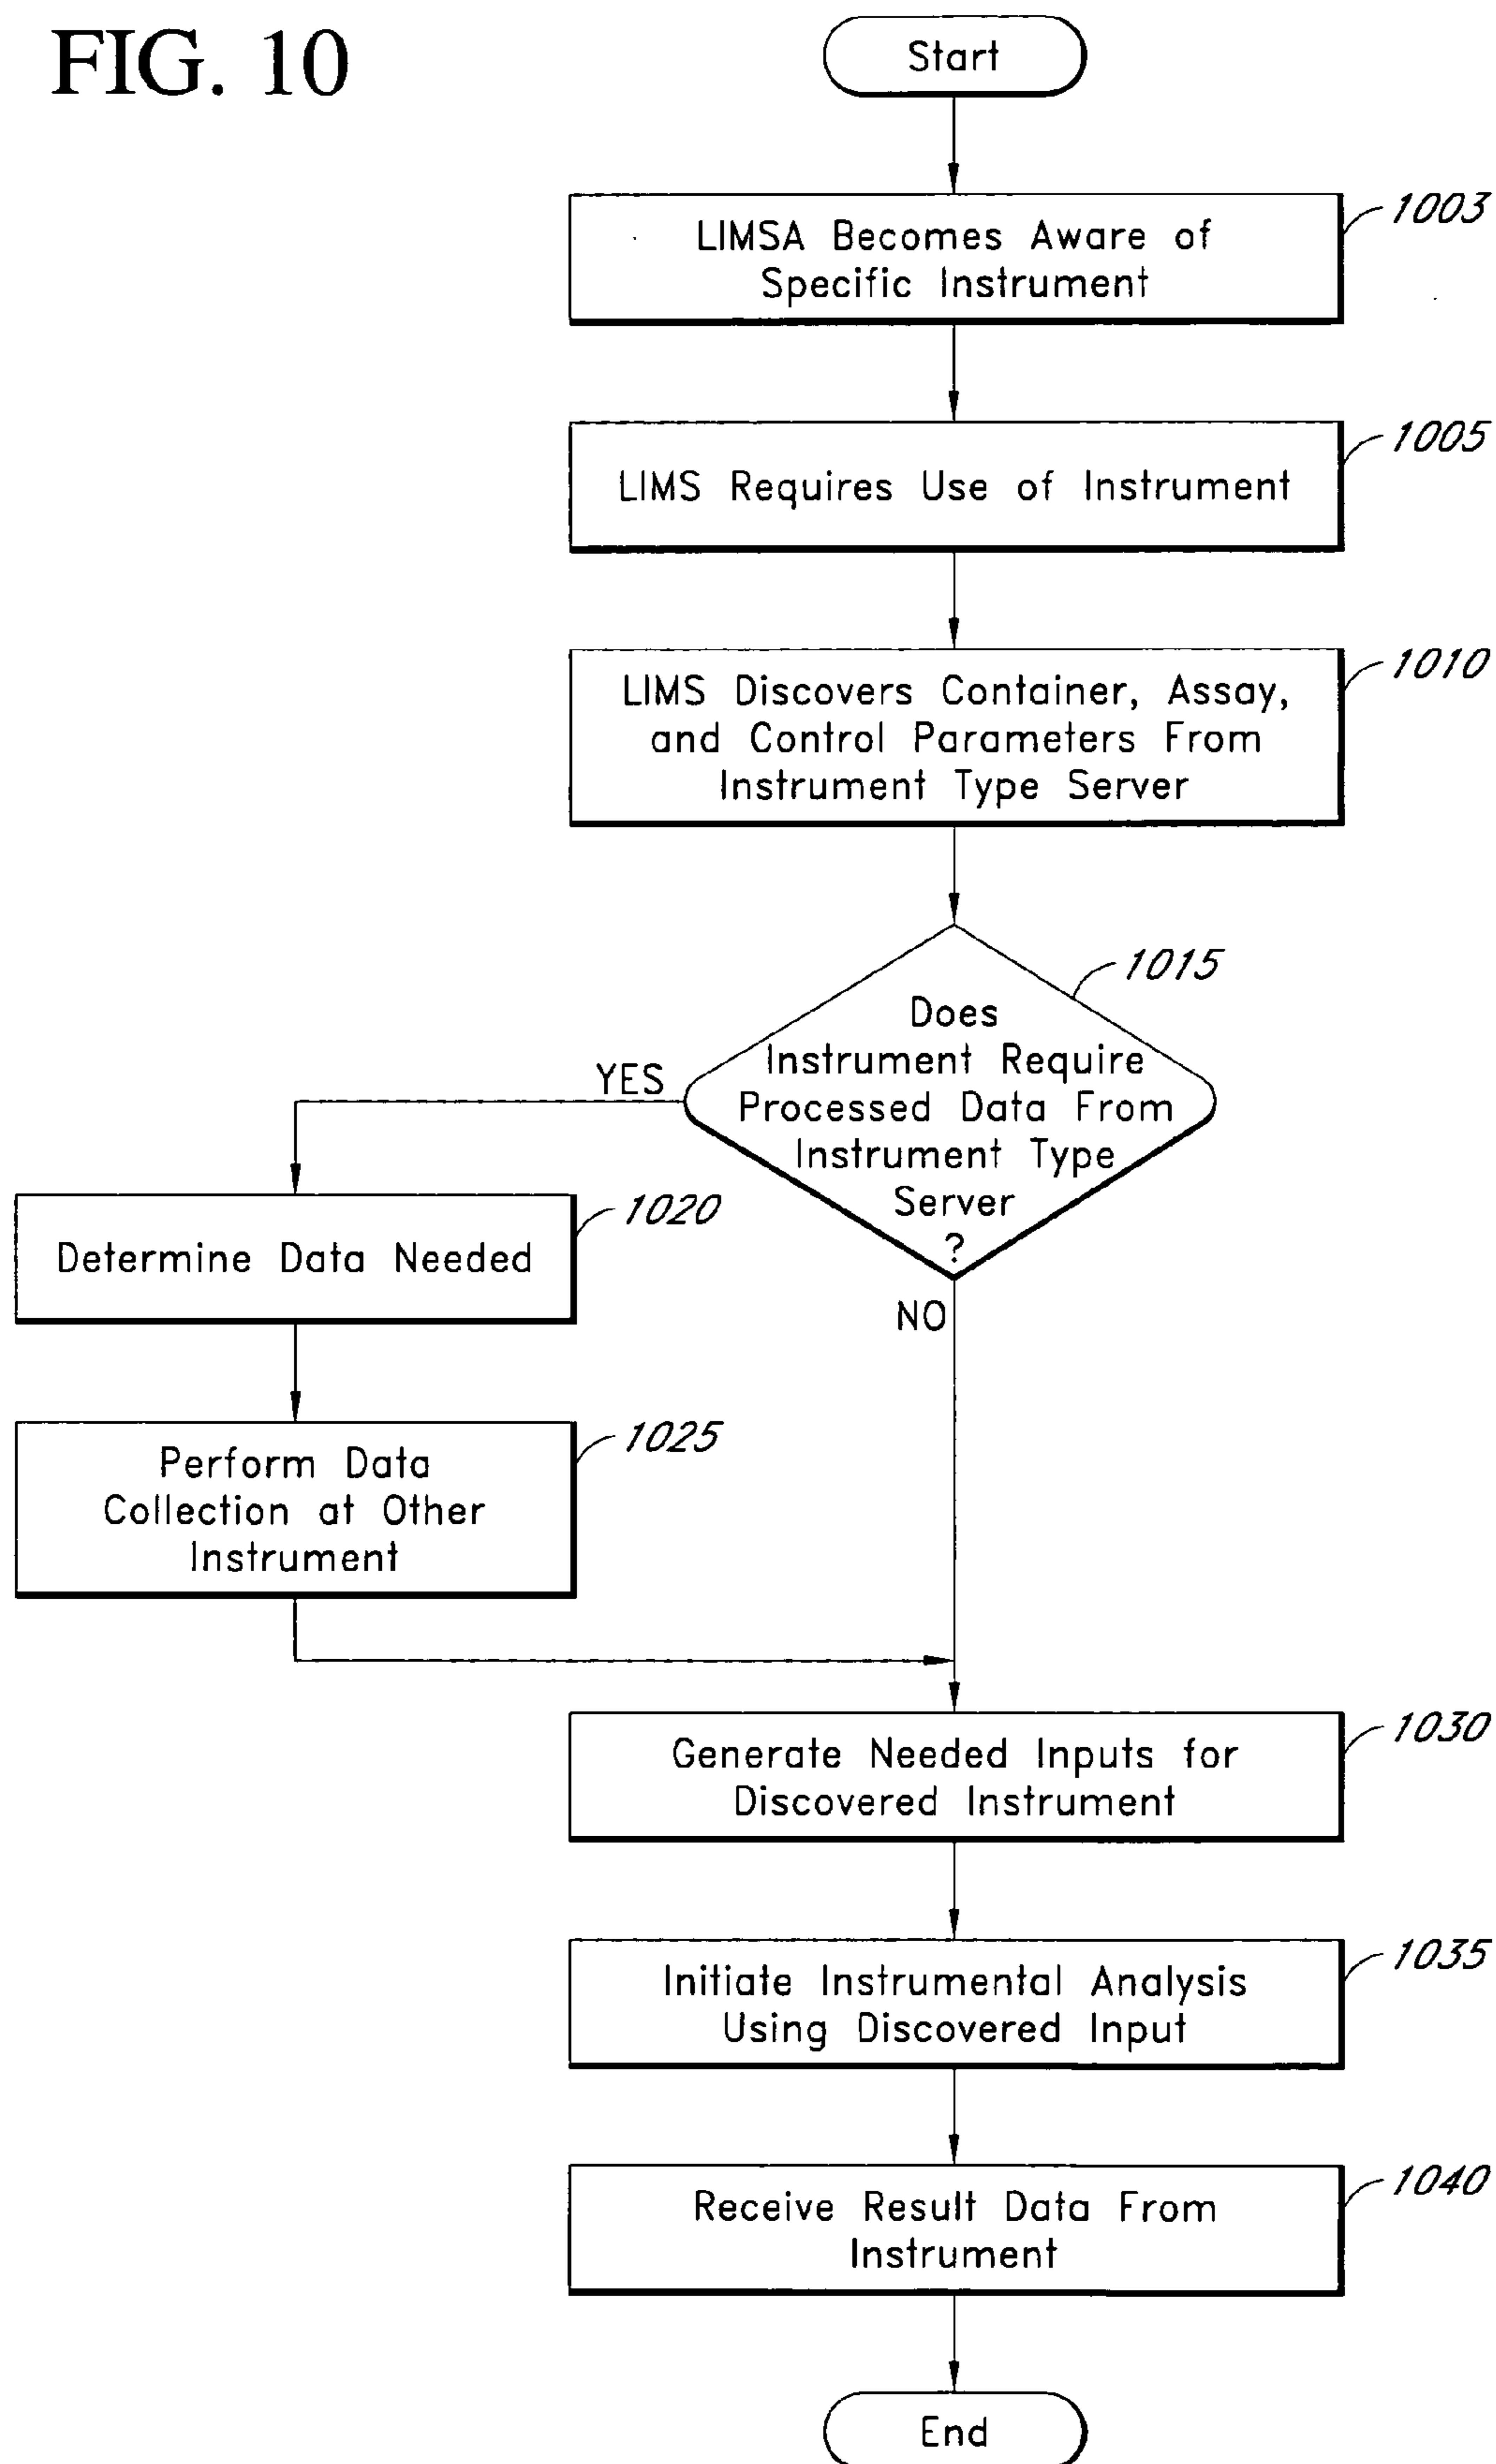 FIG. 10
Start
LIMSA Becomes Aware of
Specific Instrument
1003
LIMS Requires Use of Instrument
1005
LIMS Discovers Container, Assay,
and Control Parameters From
Instrument Type Server
1010
Does
Instrument Require
Processed Data From
Instrument Type
Server
?
1015
YES
NO
Determine Data Needed
1020
Perform Data
Collection at Other
Instrument
1025
Generate Needed Inputs for
Discovered Instrument
1030
Initiate Instrumental Analysis
Using Discovered Input
1035
Receive Result Data From
Instrument
1040
End